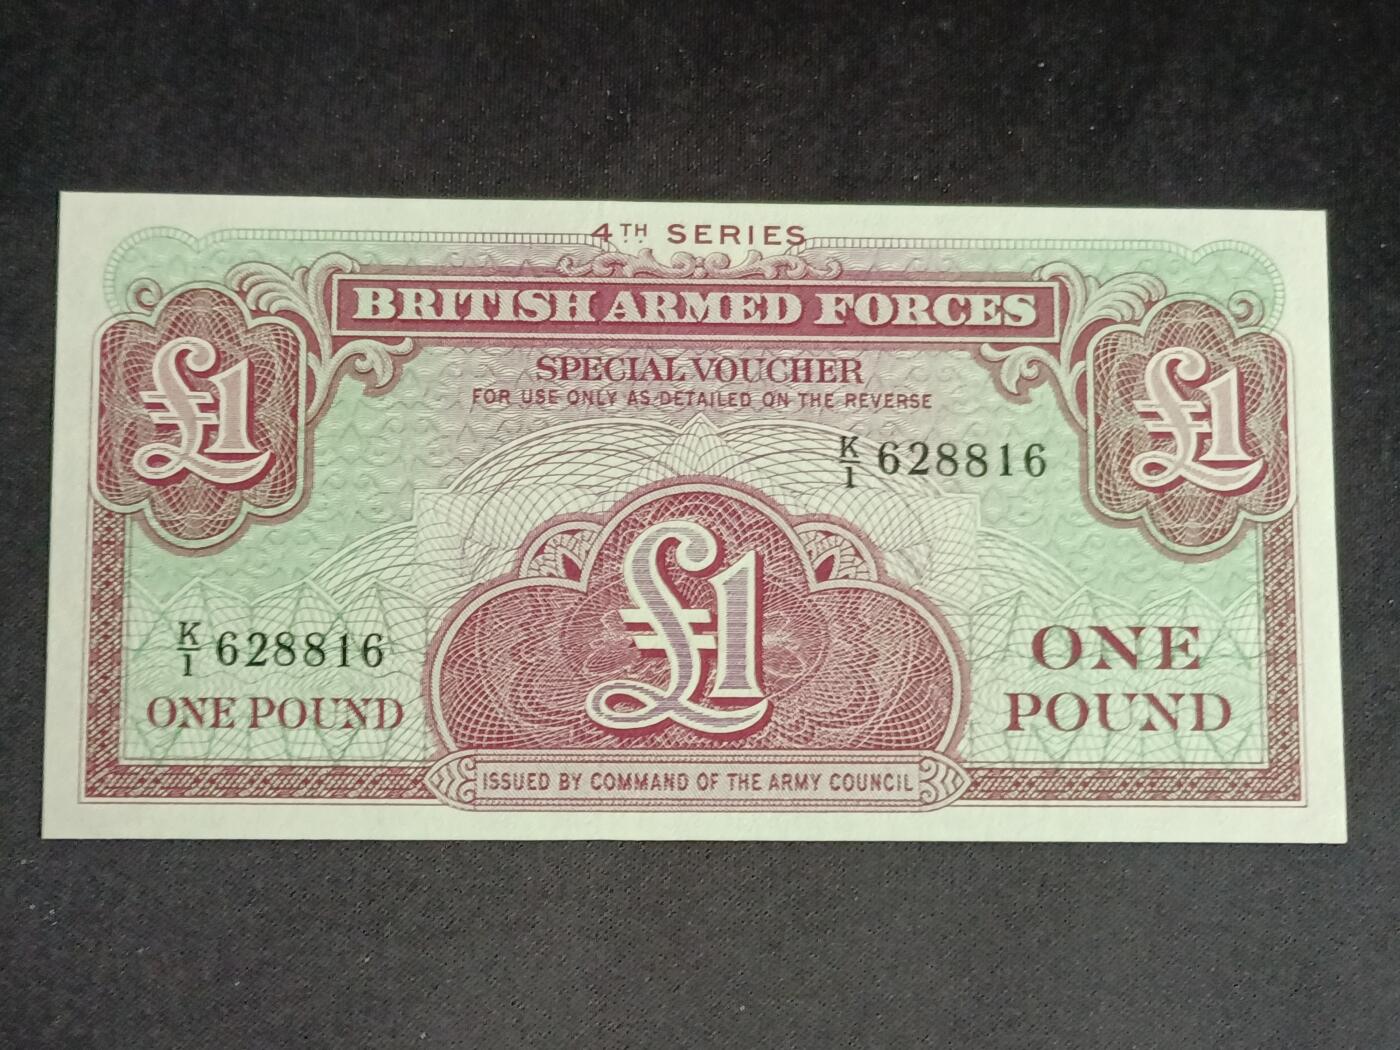 4TH SERIES
BRITISH ARMED FORCES
SPECIAL VOUCHER
FOR USE ONLY AS DETAILED ON THE REVERSE
£1
£1
K/1 628816
£1
K/1 628816
ONE POUND
ONE
POUND
ISSUED BY COMMAND OF THE ARMY COUNCIL